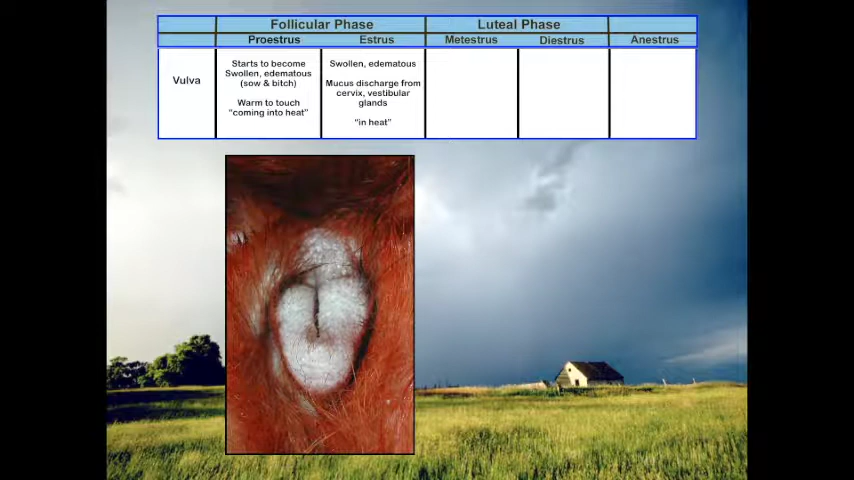 Follicular Phase Luteal Phase
Proestrus Estrus Metestrus Diestrus Anestrus
Vulva
Starts to become
Swollen, edematous
(sow & bitch)
Warm to touch
"coming into heat"
Swollen, edematous
Mucus discharge from
cervix, vestibular
glands
"in heat"